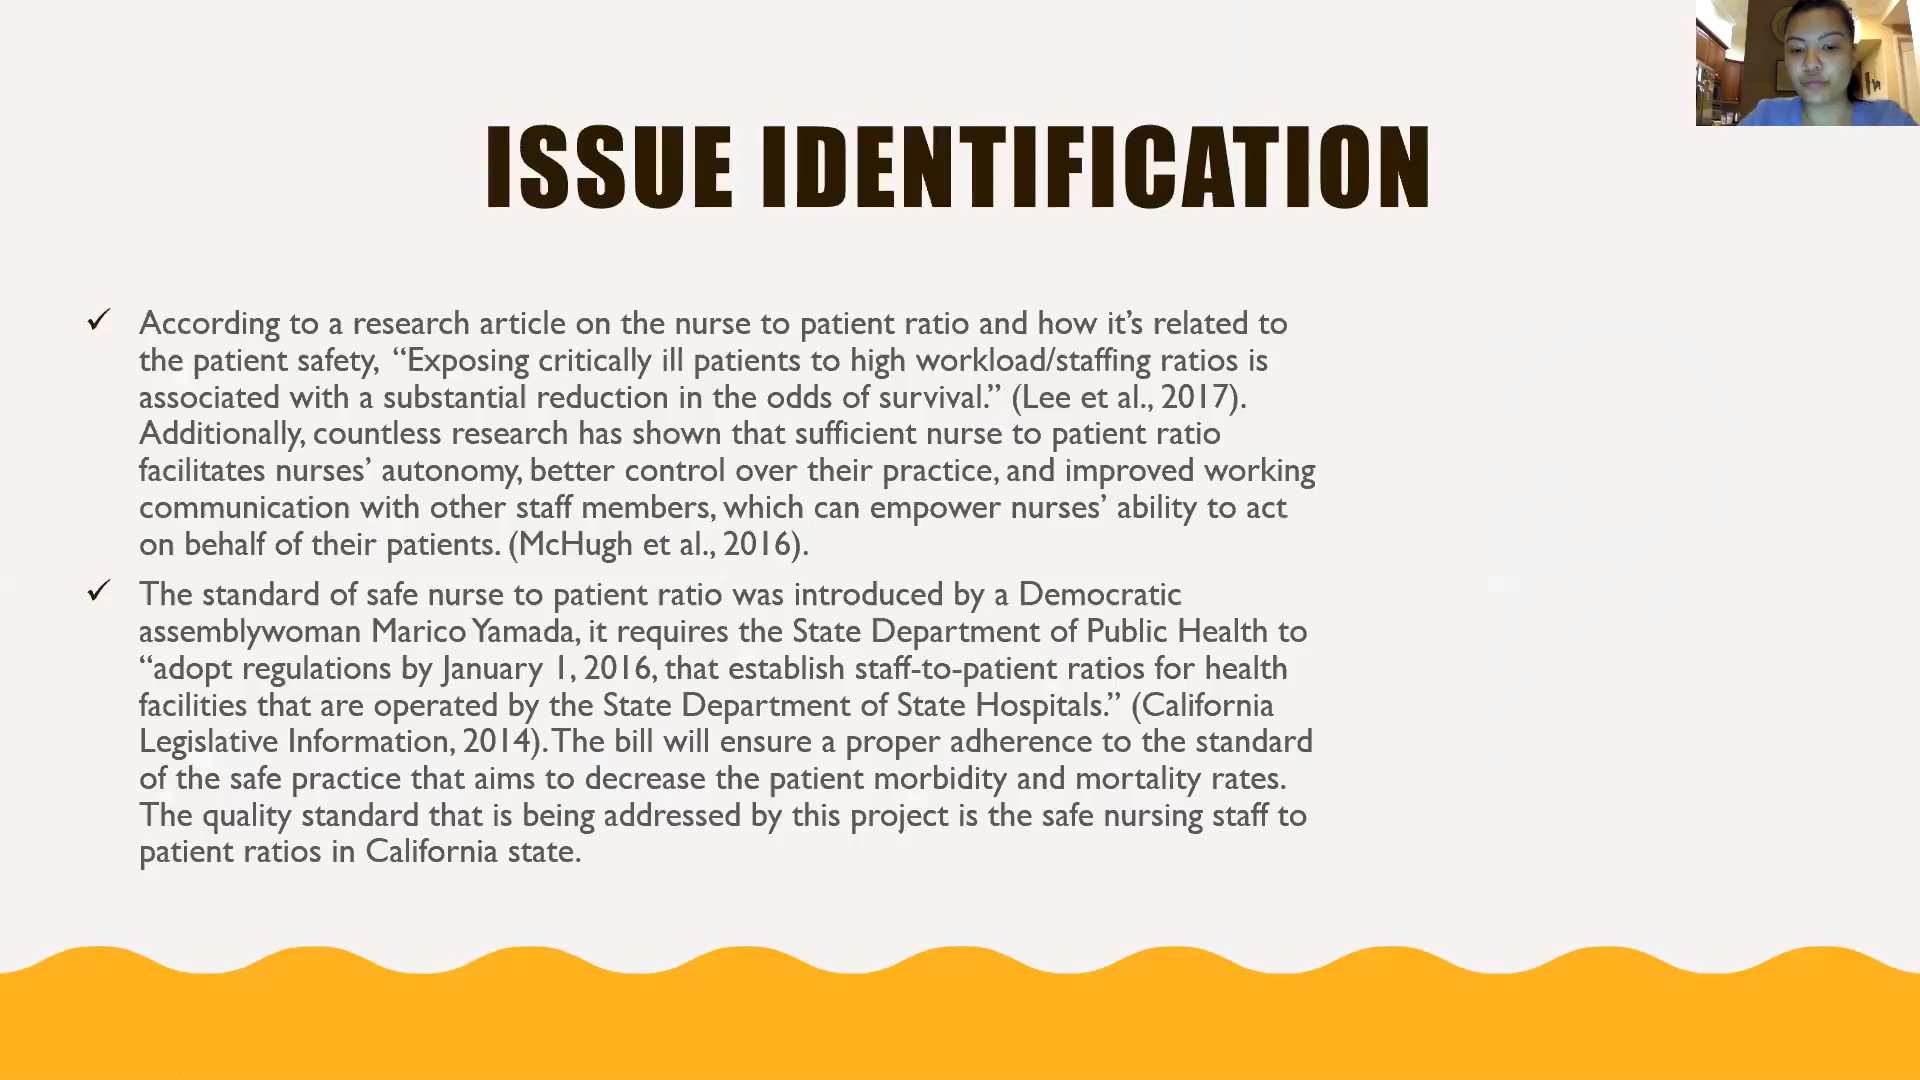 ISSUE IDENTIFICATION
✓ According to a research article on the nurse to patient ratio and how it’s related to
the patient safety, “Exposing critically ill patients to high workload/staffing ratios is
associated with a substantial reduction in the odds of survival.” (Lee et al., 2017).
Additionally, countless research has shown that sufficient nurse to patient ratio
facilitates nurses’ autonomy, better control over their practice, and improved working
communication with other staff members, which can empower nurses’ ability to act
on behalf of their patients. (McHugh et al., 2016).
✓ The standard of safe nurse to patient ratio was introduced by a Democratic
assemblywoman Marico Yamada, it requires the State Department of Public Health to
“adopt regulations by January 1, 2016, that establish staff-to-patient ratios for health
facilities that are operated by the State Department of State Hospitals.” (California
Legislative Information, 2014). The bill will ensure a proper adherence to the standard
of the safe practice that aims to decrease the patient morbidity and mortality rates.
The quality standard that is being addressed by this project is the safe nursing staff to
patient ratios in California state.